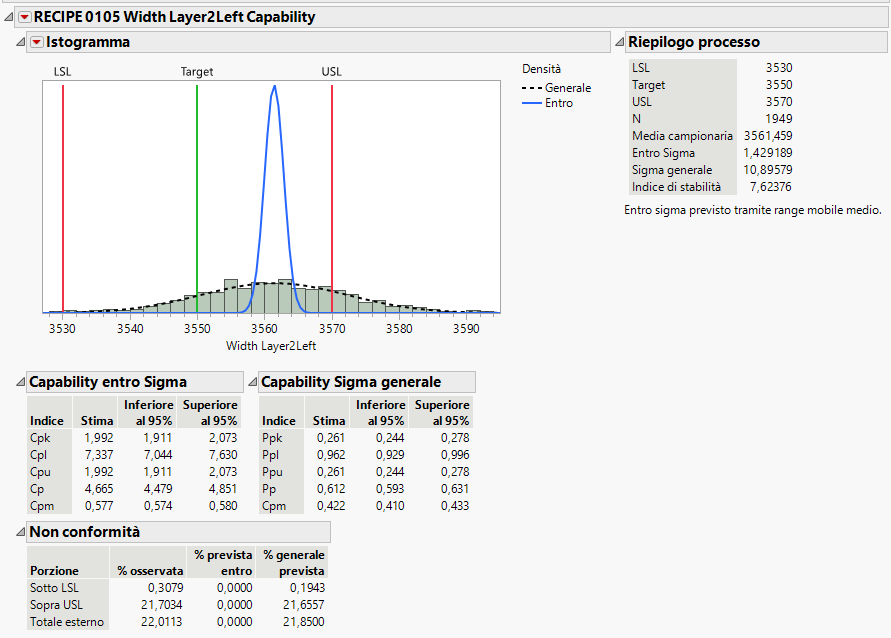 RECIPE 0105 Width Layer2Left Capability
Istogramma
LSL Target USL
3530 3540 3550 3560 3570 3580 3590
Width Layer2Left
Densità
Generale
Entro
Riepilogo processo
LSL 3530
Target 3550
USL 3570
N 1949
Media campionaria 3561,459
Entro Sigma 1,429189
Sigma generale 10,89579
Indice di stabilità 7,62376
Entro sigma previsto tramite range mobile medio.
Capability entro Sigma
Inferiore Superiore
Indice Stima al 95% al 95%
Cpk 1,992 1,911 2,073
Cpl 7,337 7,044 7,630
Cpu 1,992 1,911 2,073
Cp 4,665 4,479 4,851
Cpm 0,577 0,574 0,580
Capability Sigma generale
Inferiore Superiore
Indice Stima al 95% al 95%
Ppk 0,261 0,244 0,278
Ppl 0,962 0,929 0,996
Ppu 0,261 0,244 0,278
Pp 0,612 0,593 0,631
Cpm 0,422 0,410 0,433
Non conformità
% prevista % generale
Porzione % osservata entro prevista
Sotto LSL 0,3079 0,0000 0,1943
Sopra USL 21,7034 0,0000 21,6557
Totale esterno 22,0113 0,0000 21,8500